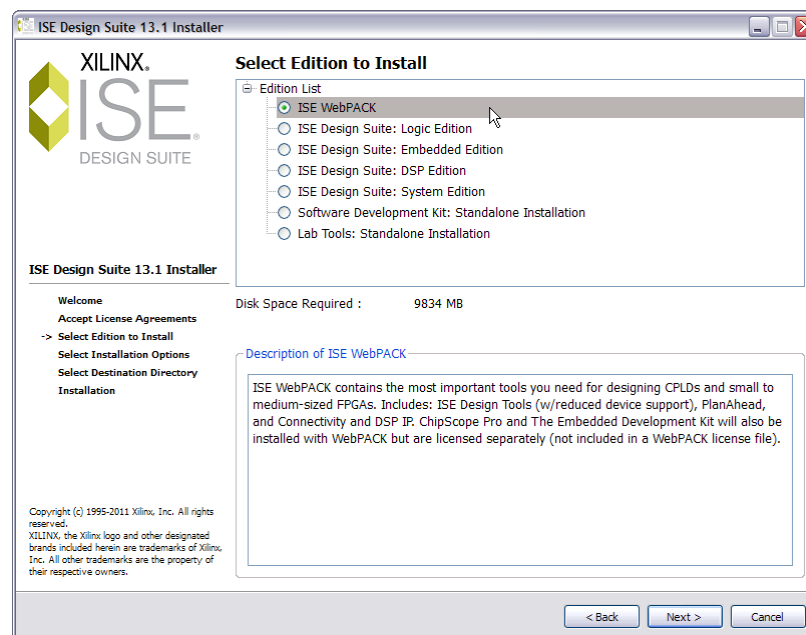 ISE Design Suite 13.1 Installer
XILINX®
ISE®
DESIGN SUITE
ISE Design Suite 13.1 Installer
Welcome
Accept License Agreements
-> Select Edition to Install
Select Installation Options
Select Destination Directory
Installation
Copyright (c) 1995-2011 Xilinx, Inc. All rights
reserved.
XILINX, the Xilinx logo and other designated
brands included herein are trademarks of Xilinx,
Inc. All other trademarks are the property of
their respective owners.
Select Edition to Install
Edition List
ISE WebPACK
ISE Design Suite: Logic Edition
ISE Design Suite: Embedded Edition
ISE Design Suite: DSP Edition
ISE Design Suite: System Edition
Software Development Kit: Standalone Installation
Lab Tools: Standalone Installation
Disk Space Required : 9834 MB
Description of ISE WebPACK
ISE WebPACK contains the most important tools you need for designing CPLDs and small to
medium-sized FPGAs. Includes: ISE Design Tools (w/reduced device support), PlanAhead,
and Connectivity and DSP IP. ChipScope Pro and The Embedded Development Kit will also be
installed with WebPACK but are licensed separately (not included in a WebPACK license file).
< Back Next > Cancel